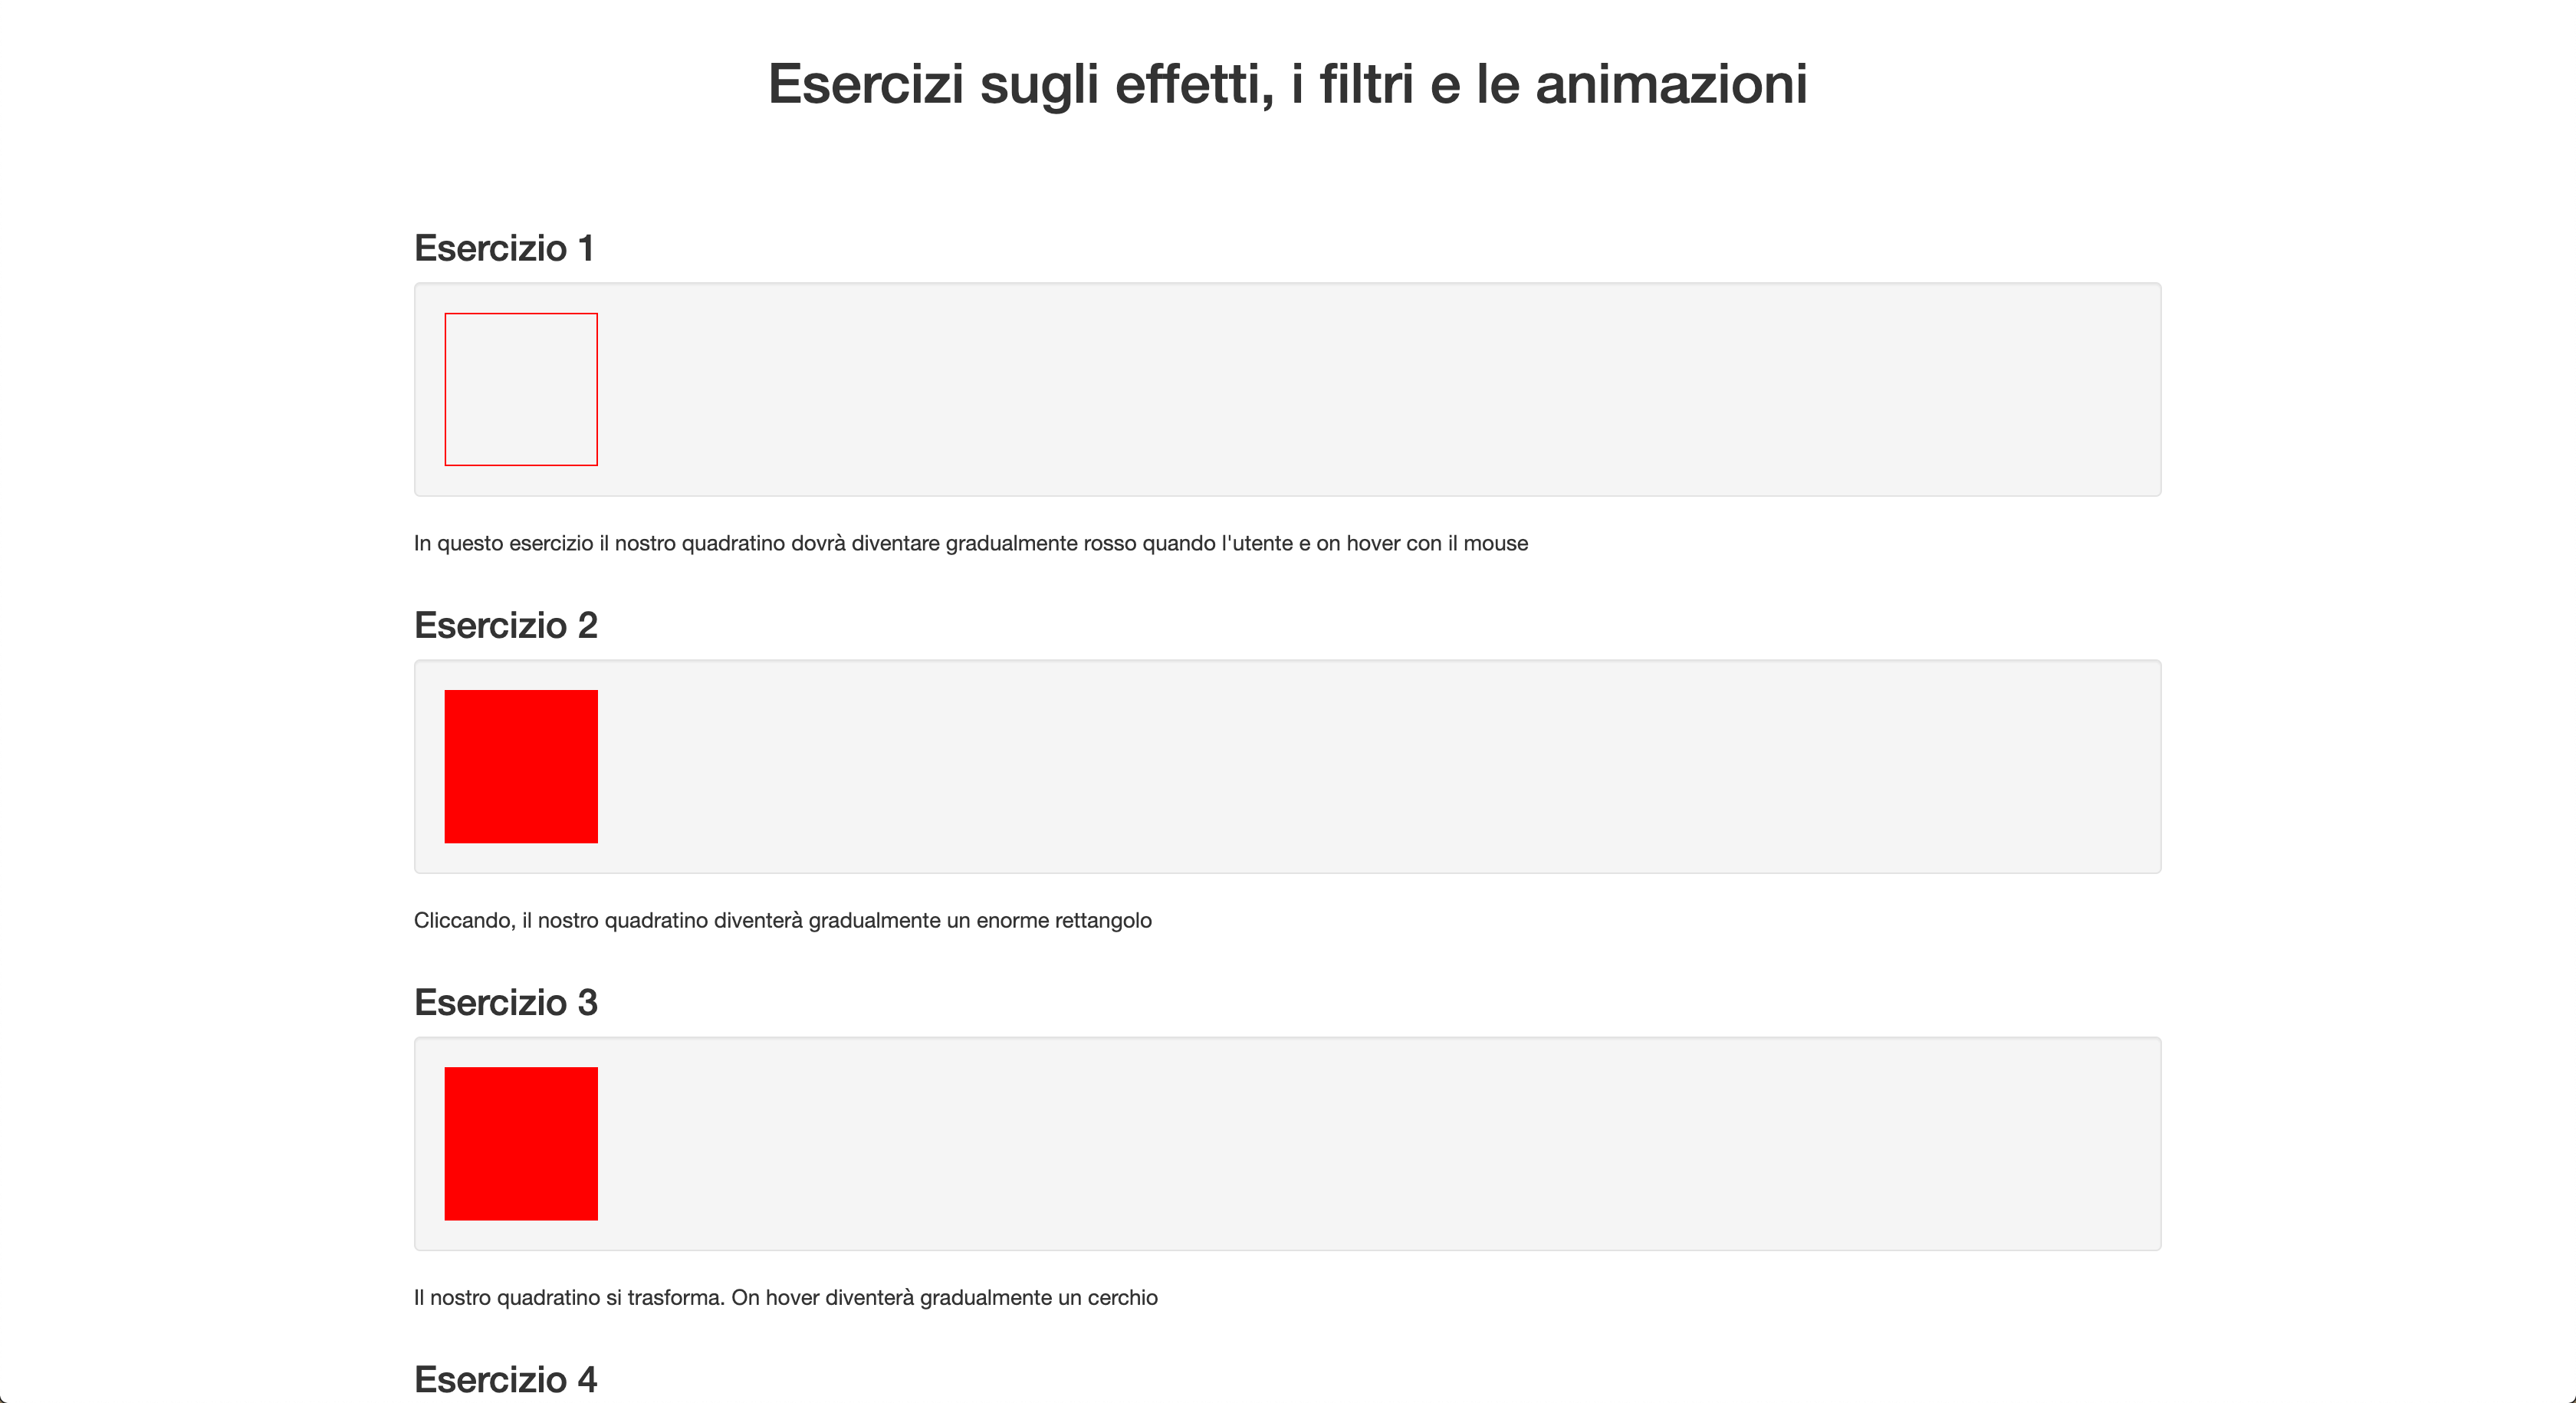 Esercizi sugli effetti, i filtri e le animazioni
Esercizio 1
In questo esercizio il nostro quadratino dovrà diventare gradualmente rosso quando l'utente e on hover con il mouse
Esercizio 2
Cliccando, il nostro quadratino diventerà gradualmente un enorme rettangolo
Esercizio 3
Il nostro quadratino si trasforma. On hover diventerà gradualmente un cerchio
Esercizio 4